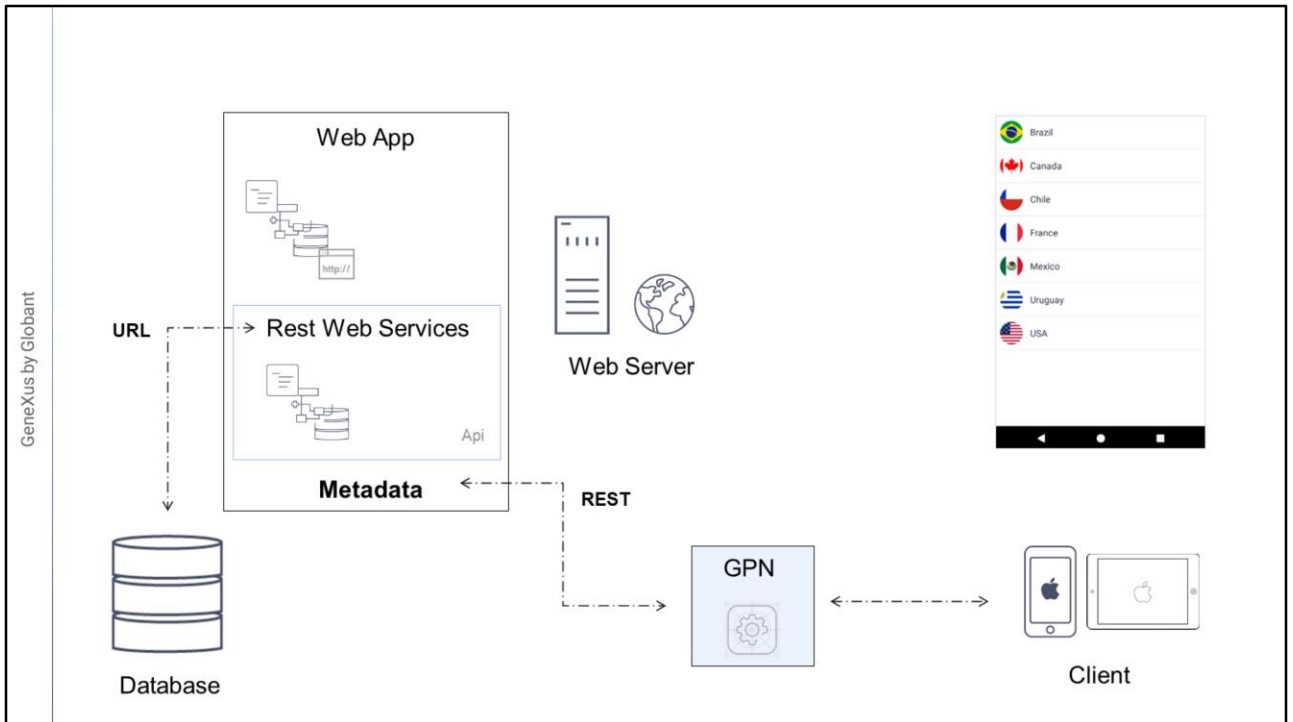 GeneXus by Globant
Web App
http://
URL
Rest Web Services
Api
Metadata
Web Server
REST
Database
GPN
Client
Brazil
Canada
Chile
France
Mexico
Uruguay
USA